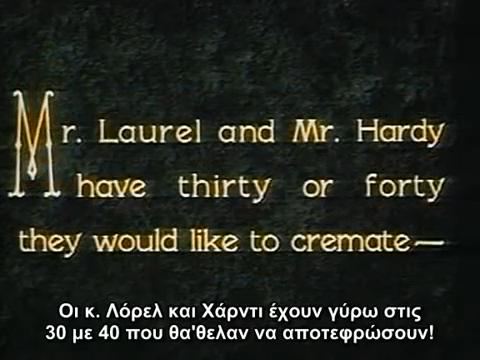 Mr. Laurel and Mr. Hardy
have thirty or forty
they would like to cremate—
Οι κ. Λόρελ και Χάρντι έχουν γύρω στις
30 με 40 που θα'θελαν να αποτεφρώσουν!